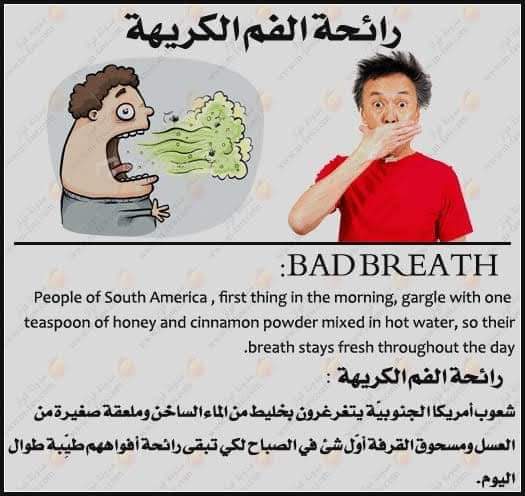 رائحة الفم الكريهة
:BAD BREATH
People of South America , first thing in the morning, gargle with one
teaspoon of honey and cinnamon powder mixed in hot water, so their
.breath stays fresh throughout the day
رائحة الفم الكريهة :
شعوب أمريكا الجنوبيّة يتغرغرون بخليط من الماء الساخن وملعقة صغيرة من
العسل ومسحوق القرفة أوّل شئ في الصباح لكي تبقى رائحة أفواههم طيّبة طوال
اليوم.